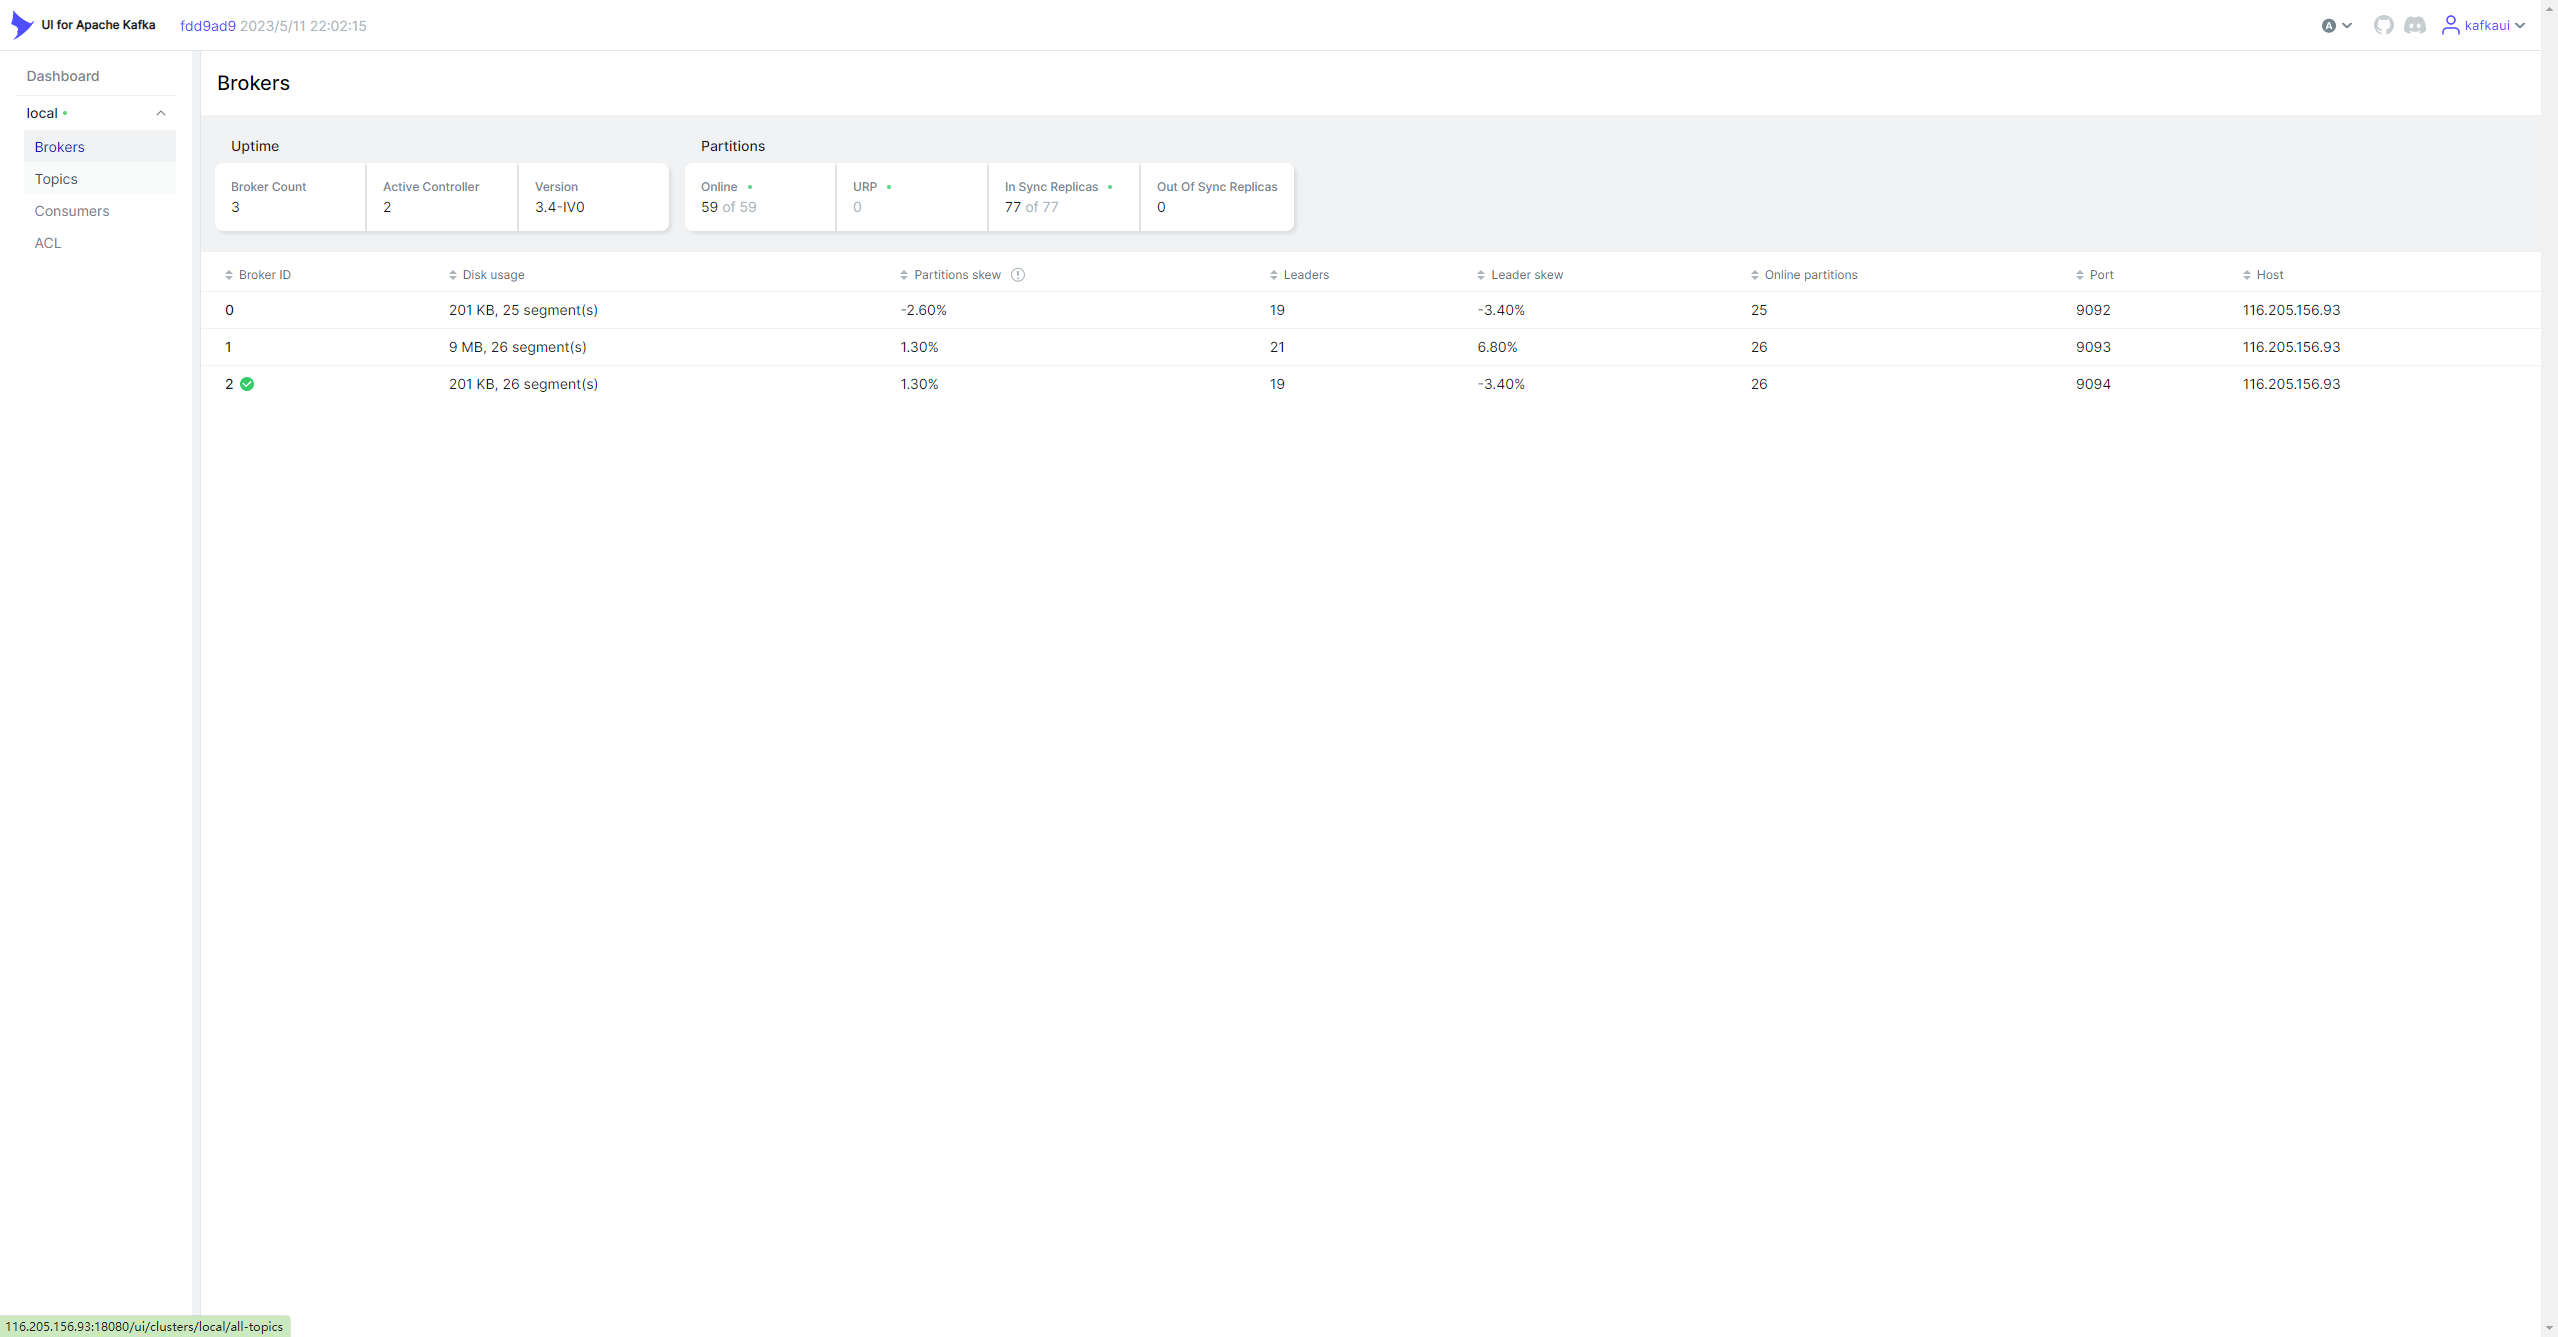 UI for Apache Kafka fdd9ad9 2023/5/11 22:02:15 A kafkaui
Dashboard
local
Brokers
Topics
Consumers
ACL
Brokers
Uptime
Broker Count Active Controller Version
3 2 3.4-IV0
Partitions
Online URP In Sync Replicas Out Of Sync Replicas
59 of 59 0 77 of 77 0
Broker ID Disk usage Partitions skew Leaders Leader skew Online partitions Port Host
0 201 KB, 25 segment(s) -2.60% 19 -3.40% 25 9092 116.205.156.93
1 9 MB, 26 segment(s) 1.30% 21 6.80% 26 9093 116.205.156.93
2 201 KB, 26 segment(s) 1.30% 19 -3.40% 26 9094 116.205.156.93
116.205.156.93:18080/ui/clusters/local/all-topics